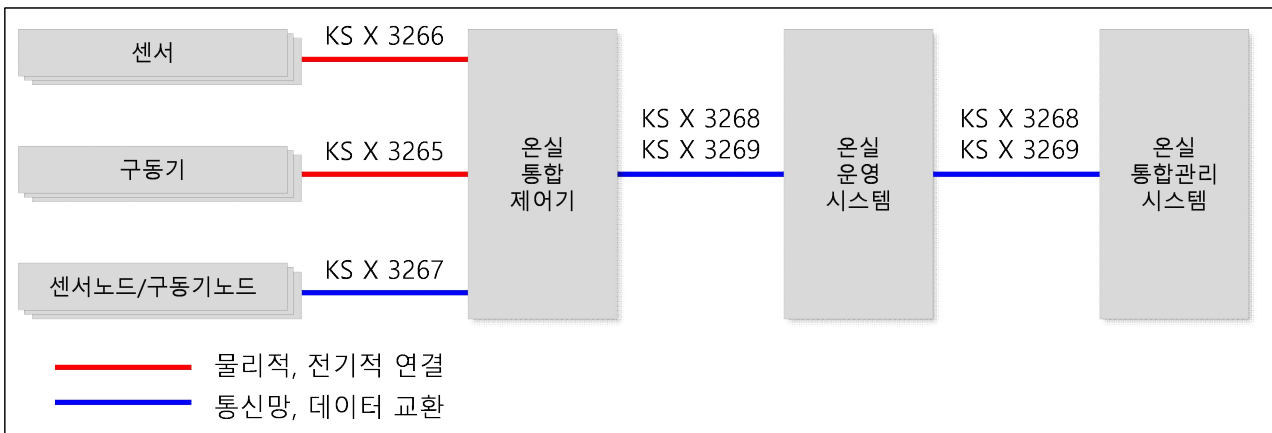 센서
KS X 3266
구동기
KS X 3265
센서노드/구동기노드
KS X 3267
온실
통합
제어기
KS X 3268
KS X 3269
온실
운영
시스템
KS X 3268
KS X 3269
온실
통합관리
시스템
물리적, 전기적 연결
통신망, 데이터 교환